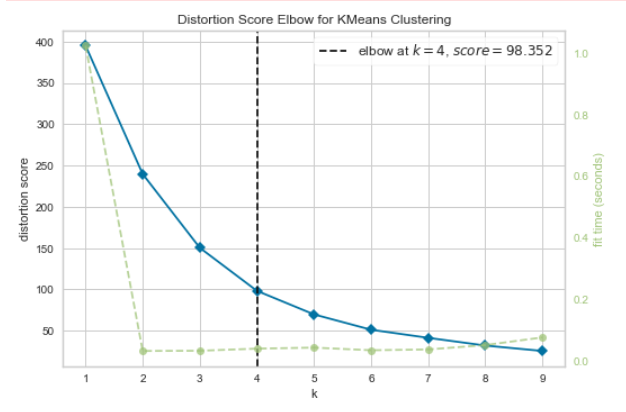 Distortion Score Elbow for KMeans Clustering
elbow at k = 4, score = 98.352
distortion score
400
350
300
250
200
150
100
50
1 2 3 4 5 6 7 8 9
k
1.0
0.8
0.6
0.4
0.2
0.0
fit time (seconds)